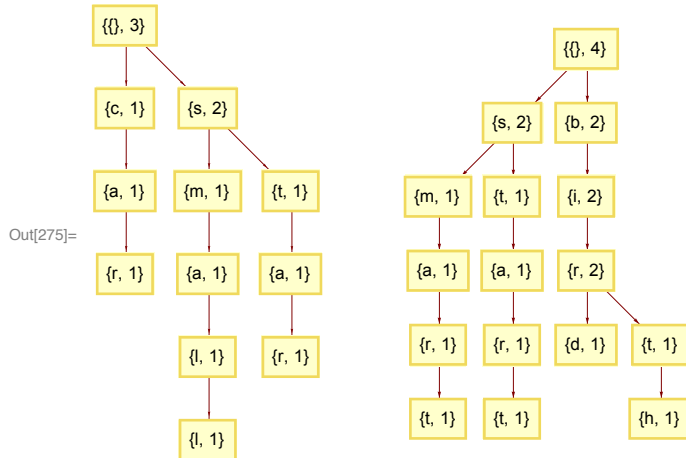 {{}, 3}
{c, 1} {s, 2}
{a, 1} {m, 1} {t, 1}
Out[275]=
{r, 1} {a, 1} {a, 1}
{l, 1} {r, 1}
{l, 1}
{{}, 4}
{s, 2} {b, 2}
{m, 1} {t, 1} {i, 2}
{a, 1} {a, 1} {r, 2}
{r, 1} {r, 1} {d, 1} {t, 1}
{t, 1} {t, 1} {h, 1}